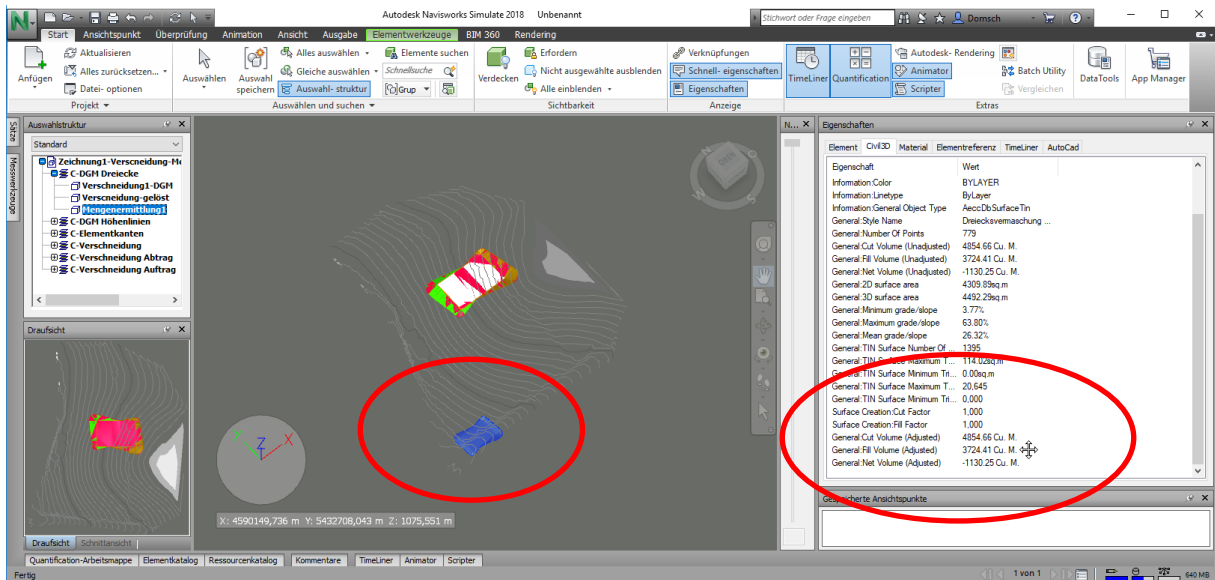 Autodesk Navisworks Simulate 2018 Unbenannt
Stichwort oder Frage eingeben
Domsch
Start Ansichtspunkt Überprüfung Animation Ansicht Ausgabe Elementwerkzeuge BIM 360 Rendering
Anfügen
Aktualisieren
Alles zurücksetzen...
Datei- optionen
Projekt
Auswählen
Auswahl speichern
Alles auswählen
Gleiche auswählen
Auswahl- struktur
Elemente suchen
Schnellsuche
Grup
Auswählen und suchen
Verdecken
Erfordern
Nicht ausgewählte ausblenden
Alle einblenden
Sichtbarkeit
Verknüpfungen
Schnell- eigenschaften
Eigenschaften
Anzeige
TimeLiner
Quantification
Autodesk- Rendering
Animator
Scripter
Batch Utility
Vergleichen
DataTools
App Manager
Extras
Sätze
Messwerkzeuge
Auswahlstruktur
Standard
Zeichnung1-Verscneidung-Me
C-DGM Dreiecke
Verschneidung1-DGM
Verscneidung-gelöst
Mengenermittlung1
C-DGM Höhenlinien
C-Elementkanten
C-Verschneidung
C-Verschneidung Abtrag
C-Verschneidung Auftrag
Draufsicht
Draufsicht Schnittansicht
Y Z X
X: 4590149,736 m Y: 5432708,043 m Z: 1075,551 m
N...
Eigenschaften
Element Civil3D Material Elementreferenz TimeLiner AutoCad
Eigenschaft Wert
Information:Color BYLAYER
Information:Linetype ByLayer
Information:General Object Type AeccDbSurfaceTin
General:Style Name Dreiecksvermaschung ...
General:Number Of Points 779
General:Cut Volume (Unadjusted) 4854.66 Cu. M.
General:Fill Volume (Unadjusted) 3724.41 Cu. M.
General:Net Volume (Unadjusted) -1130.25 Cu. M.
General:2D surface area 4309.89sq.m
General:3D surface area 4492.29sq.m
General:Minimum grade/slope 3.77%
General:Maximum grade/slope 63.80%
General:Mean grade/slope 26.32%
General:TIN Surface Number Of ... 1395
General:TIN Surface Maximum T... 114.02sq.m
General:TIN Surface Minimum Tri... 0.00sq.m
General:TIN Surface Maximum T... 20,645
General:TIN Surface Minimum Tri... 0,000
Surface Creation:Cut Factor 1,000
Surface Creation:Fill Factor 1,000
General:Cut Volume (Adjusted) 4854.66 Cu. M.
General:Fill Volume (Adjusted) 3724.41 Cu. M.
General:Net Volume (Adjusted) -1130.25 Cu. M.
Gespeicherte Ansichtspunkte
Quantification-Arbeitsmappe Elementkatalog Ressourcenkatalog Kommentare TimeLiner Animator Scripter
Fertig
1 von 1
640 MB